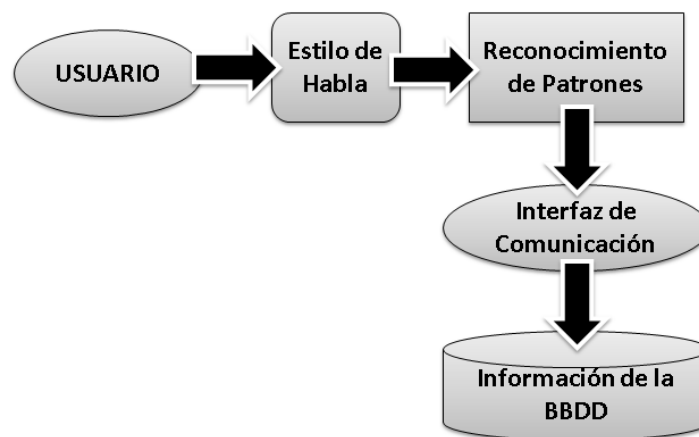 USUARIO
Estilo de
Habla
Reconocimiento
de Patrones
Interfaz de
Comunicación
Información de la
BBDD